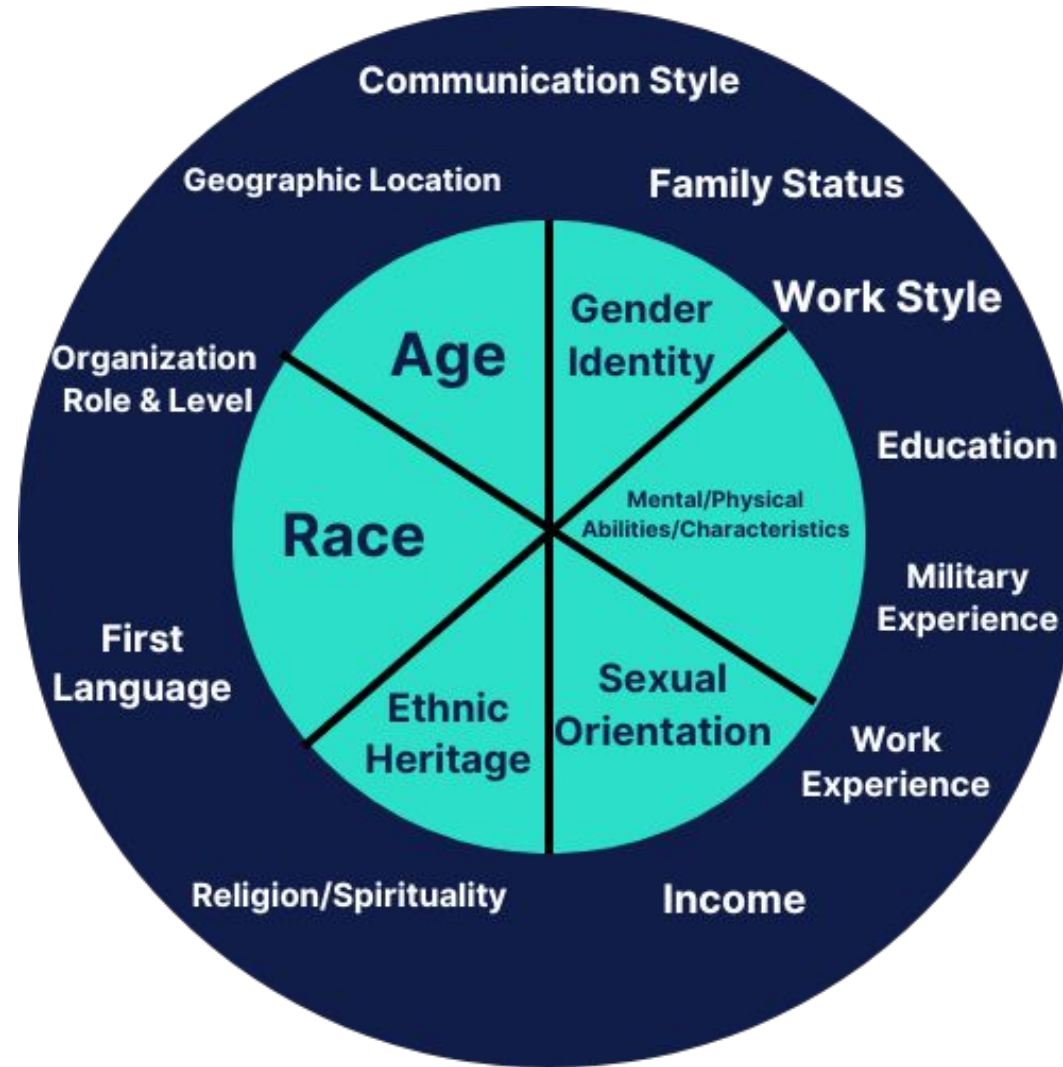 Communication Style
Geographic Location
Family Status
Work Style
Organization
Role & Level
Education
Military
Experience
First
Language
Work
Experience
Religion/Spirituality
Income
Age
Gender
Identity
Race
Mental/Physical
Abilities/Characteristics
Ethnic
Heritage
Sexual
Orientation